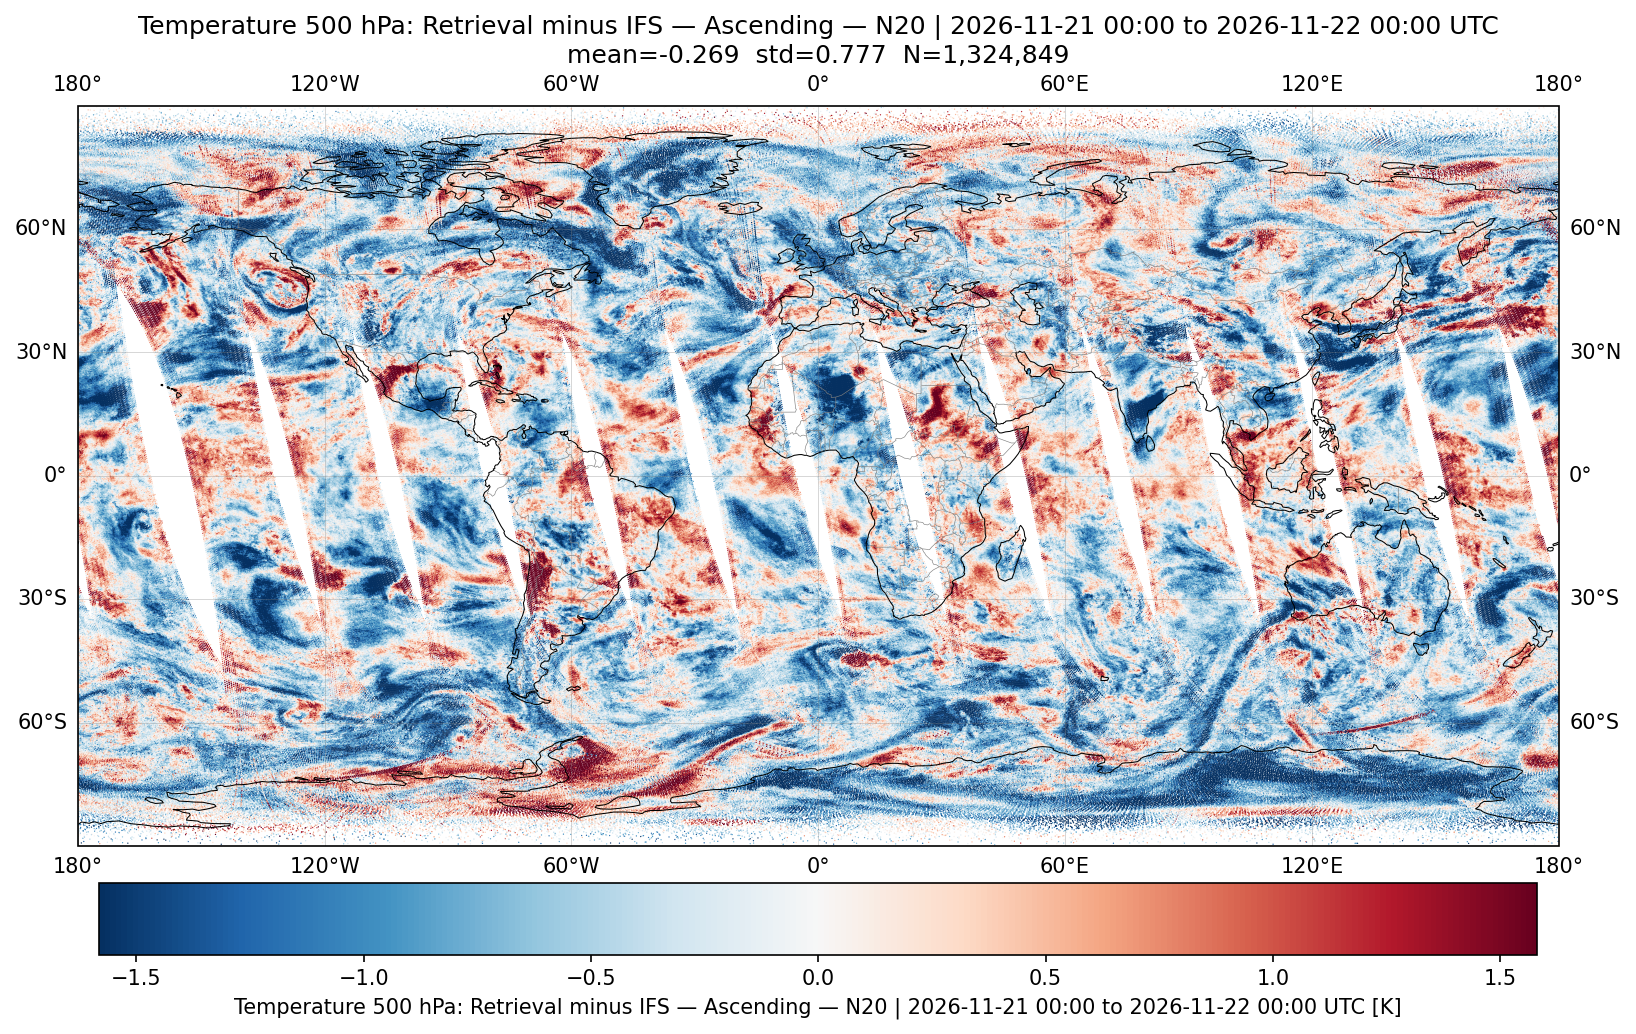 Temperature 500 hPa: Retrieval minus IFS — Ascending — N20 | 2026-11-21 00:00 to 2026-11-22 00:00 UTC
mean=-0.269 std=0.777 N=1,324,849
180° 120°W 60°W 0° 60°E 120°E 180°
60°N 60°N
30°N 30°N
0° 0°
30°S 30°S
60°S 60°S
180° 120°W 60°W 0° 60°E 120°E 180°
−1.5 −1.0 −0.5 0.0 0.5 1.0 1.5
Temperature 500 hPa: Retrieval minus IFS — Ascending — N20 | 2026-11-21 00:00 to 2026-11-22 00:00 UTC [K]